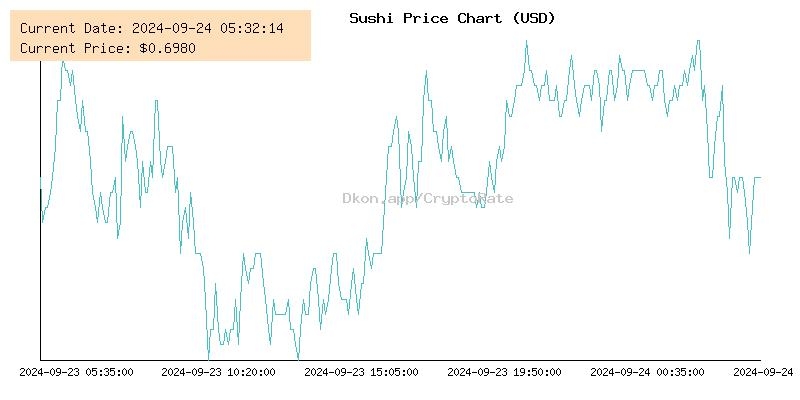 Sushi Price Chart (USD)
Current Date: 2024-09-24 05:32:14
Current Price: $0.6980
Dkon.app/CryptoRate
2024-09-23 05:35:00 2024-09-23 10:20:00 2024-09-23 15:05:00 2024-09-23 19:50:00 2024-09-24 00:35:00 2024-09-24